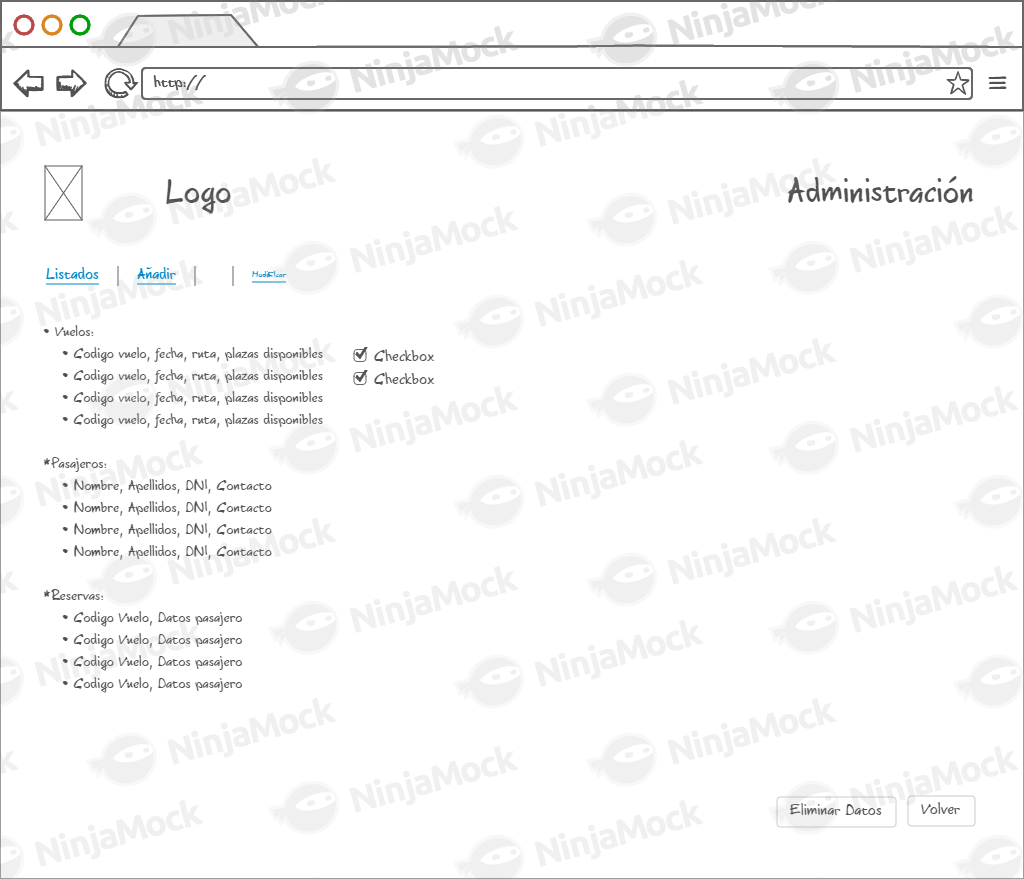 http://
Logo
Administración
Listados | Añadir | | Modificar
• Vuelos:
• Codigo vuelo, fecha, ruta, plazas disponibles
Checkbox
• Codigo vuelo, fecha, ruta, plazas disponibles
Checkbox
• Codigo vuelo, fecha, ruta, plazas disponibles
• Codigo vuelo, fecha, ruta, plazas disponibles
*Pasajeros:
• Nombre, Apellidos, DNI, Contacto
• Nombre, Apellidos, DNI, Contacto
• Nombre, Apellidos, DNI, Contacto
• Nombre, Apellidos, DNI, Contacto
*Reservas:
• Codigo Vuelo, Datos pasajero
• Codigo Vuelo, Datos pasajero
• Codigo Vuelo, Datos pasajero
• Codigo Vuelo, Datos pasajero
Eliminar Datos
Volver
NinjaMock